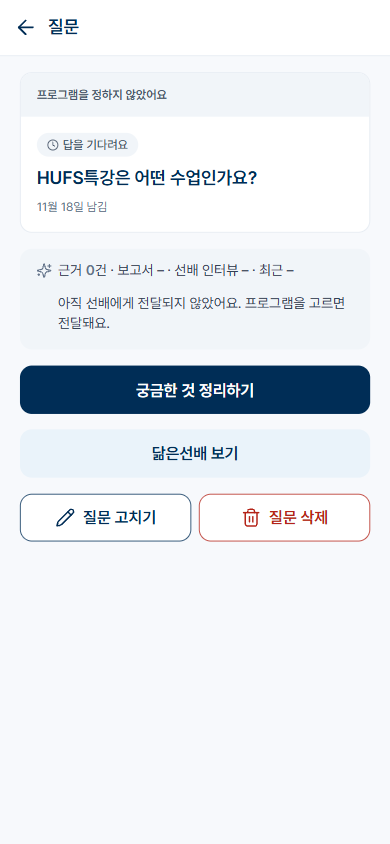 질문
프로그램을 정하지 않았어요
답을 기다려요
HUFS특강은 어떤 수업인가요?
11월 18일 남김
근거 0건 · 보고서 – · 선배 인터뷰 – · 최근 –
아직 선배에게 전달되지 않았어요. 프로그램을 고르면
전달돼요.
궁금한 것 정리하기
닮은선배 보기
질문 고치기
질문 삭제